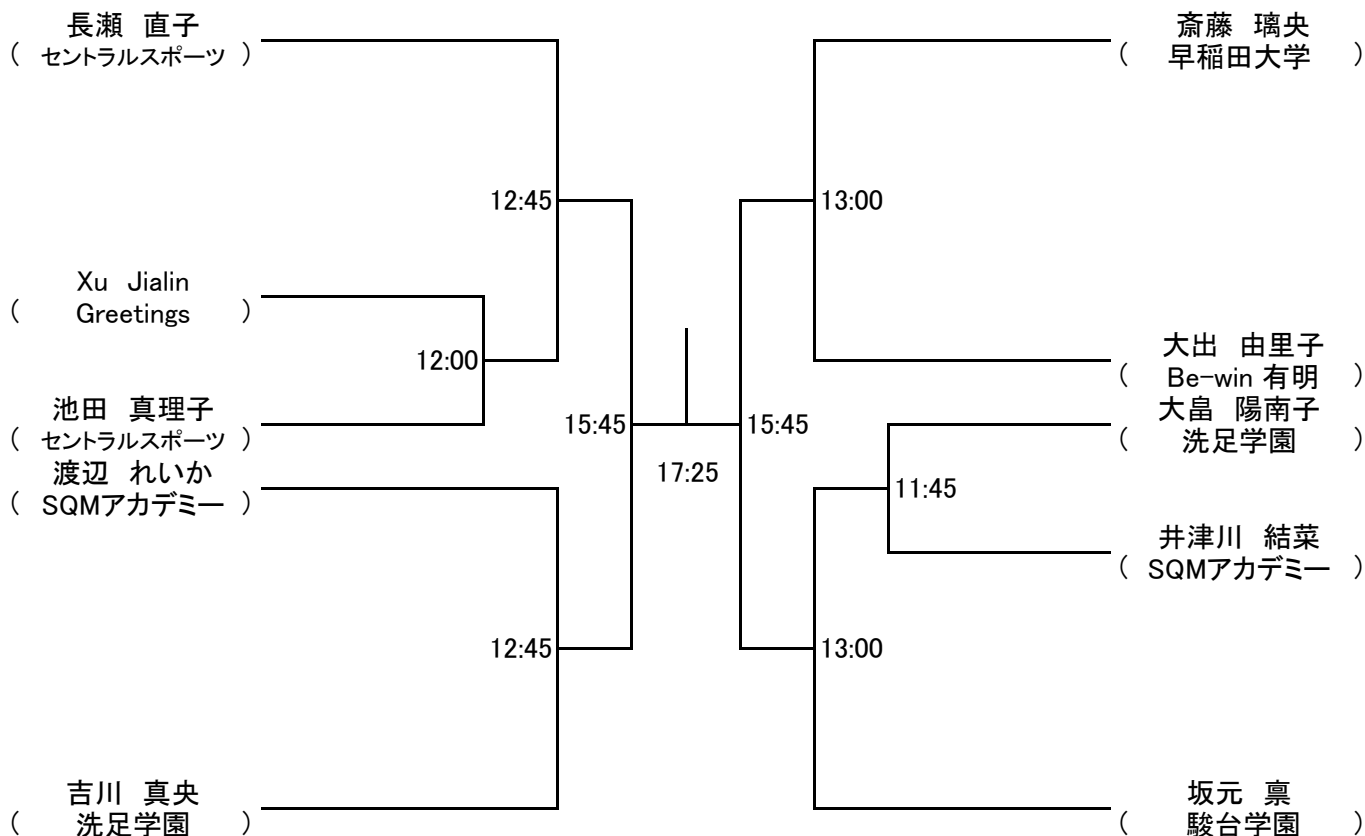 長瀬 直子
( セントラルスポーツ )
12:45
Xu Jialin
( Greetings )
12:00
池田 真理子
( セントラルスポーツ )
渡辺 れいか
( SQMアカデミー )
12:45
吉川 真央
( 洗足学園 )
15:45
17:25
15:45
斎藤 璃央
( 早稲田大学 )
13:00
大出 由里子
( Be-win 有明 )
大畠 陽南子
( 洗足学園 )
11:45
井津川 結菜
( SQMアカデミー )
13:00
坂元 禀
( 駿台学園 )